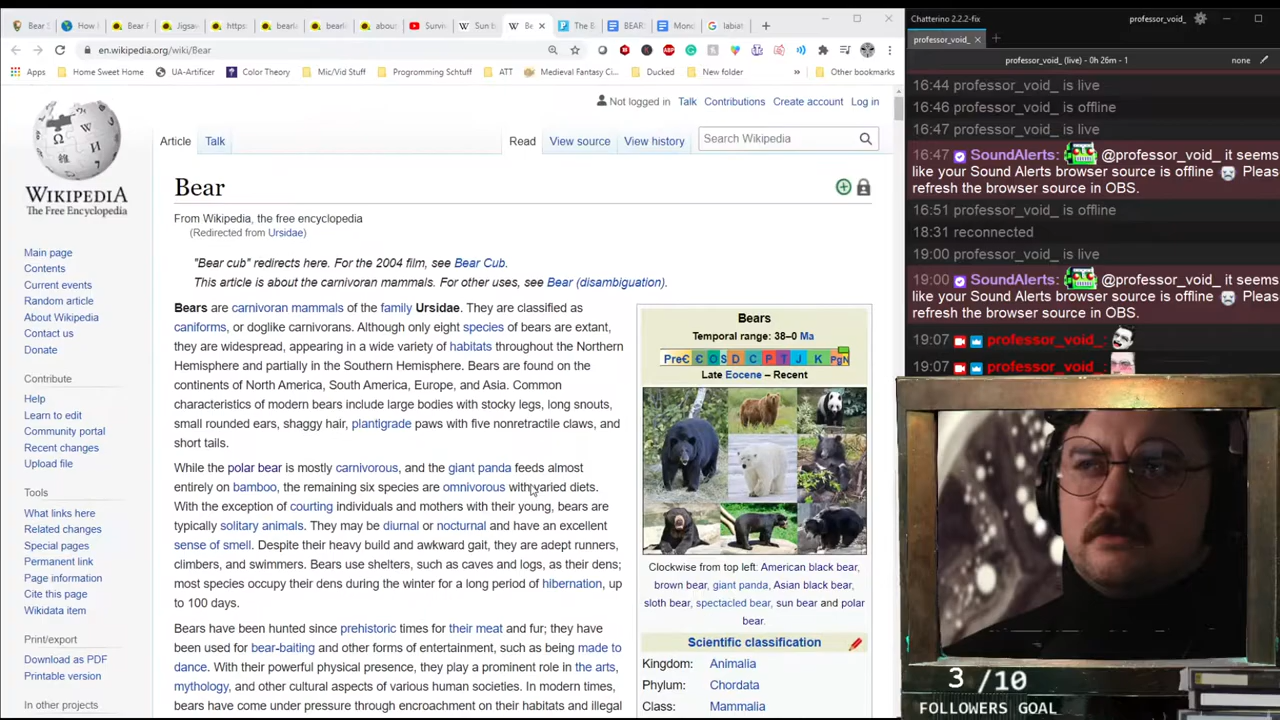 Bear S
How I
Bear A
Jigsaw
https
bearl
bearl
about
Surviv
Sun b
Be
The B
BEAR
Mono
labiat
en.wikipedia.org/wiki/Bear
Apps
Home Sweet Home
UA-Artificer
Color Theory
Mic/Vid Stuff
Programming Schtuff
ATT
Medieval Fantasy Ci...
Ducked
New folder
»
Other bookmarks
Not logged in Talk Contributions Create account Log in
Article Talk
Read View source View history
Search Wikipedia
WIKIPEDIA
The Free Encyclopedia
Main page
Contents
Current events
Random article
About Wikipedia
Contact us
Donate
Contribute
Help
Learn to edit
Community portal
Recent changes
Upload file
Tools
What links here
Related changes
Special pages
Permanent link
Page information
Cite this page
Wikidata item
Print/export
Download as PDF
Printable version
In other projects
Bear
From Wikipedia, the free encyclopedia
(Redirected from Ursidae)
"Bear cub" redirects here. For the 2004 film, see Bear Cub.
This article is about the carnivoran mammals. For other uses, see Bear (disambiguation).
Bears are carnivoran mammals of the family Ursidae. They are classified as
caniforms, or doglike carnivorans. Although only eight species of bears are extant,
they are widespread, appearing in a wide variety of habitats throughout the Northern
Hemisphere and partially in the Southern Hemisphere. Bears are found on the
continents of North America, South America, Europe, and Asia. Common
characteristics of modern bears include large bodies with stocky legs, long snouts,
small rounded ears, shaggy hair, plantigrade paws with five nonretractile claws, and
short tails.
While the polar bear is mostly carnivorous, and the giant panda feeds almost
entirely on bamboo, the remaining six species are omnivorous with varied diets.
With the exception of courting individuals and mothers with their young, bears are
typically solitary animals. They may be diurnal or nocturnal and have an excellent
sense of smell. Despite their heavy build and awkward gait, they are adept runners,
climbers, and swimmers. Bears use shelters, such as caves and logs, as their dens;
most species occupy their dens during the winter for a long period of hibernation, up
to 100 days.
Bears have been hunted since prehistoric times for their meat and fur; they have
been used for bear-baiting and other forms of entertainment, such as being made to
dance. With their powerful physical presence, they play a prominent role in the arts,
mythology, and other cultural aspects of various human societies. In modern times,
bears have come under pressure through encroachment on their habitats and illegal
Bears
Temporal range: 38–0 Ma
PreЄ Є O S D C P T J K PgN
Late Eocene – Recent
Clockwise from top left: American black bear,
brown bear, giant panda, Asian black bear,
sloth bear, spectacled bear, sun bear and polar
bear.
Scientific classification
Kingdom: Animalia
Phylum: Chordata
Class: Mammalia
Chatterino 2.2.2-fix
professor_void_
professor_void_
professor_void_ (live) - 0h 26m - 1
none
16:44 professor_void_ is live
16:46 professor_void_ is offline
16:47 professor_void_ is live
16:47 SoundAlerts: @professor_void_ it seems
like your Sound Alerts browser source is offline Please
refresh the browser source in OBS.
16:51 professor_void_ is offline
18:31 reconnected
19:00 professor_void_ is live
19:00 SoundAlerts: @professor_void_ it seems
like your Sound Alerts browser source is offline Please
refresh the browser source in OBS.
19:07 professor_void_:
19:07 professor_void_:
3 /10
FOLLOWERS GOAL